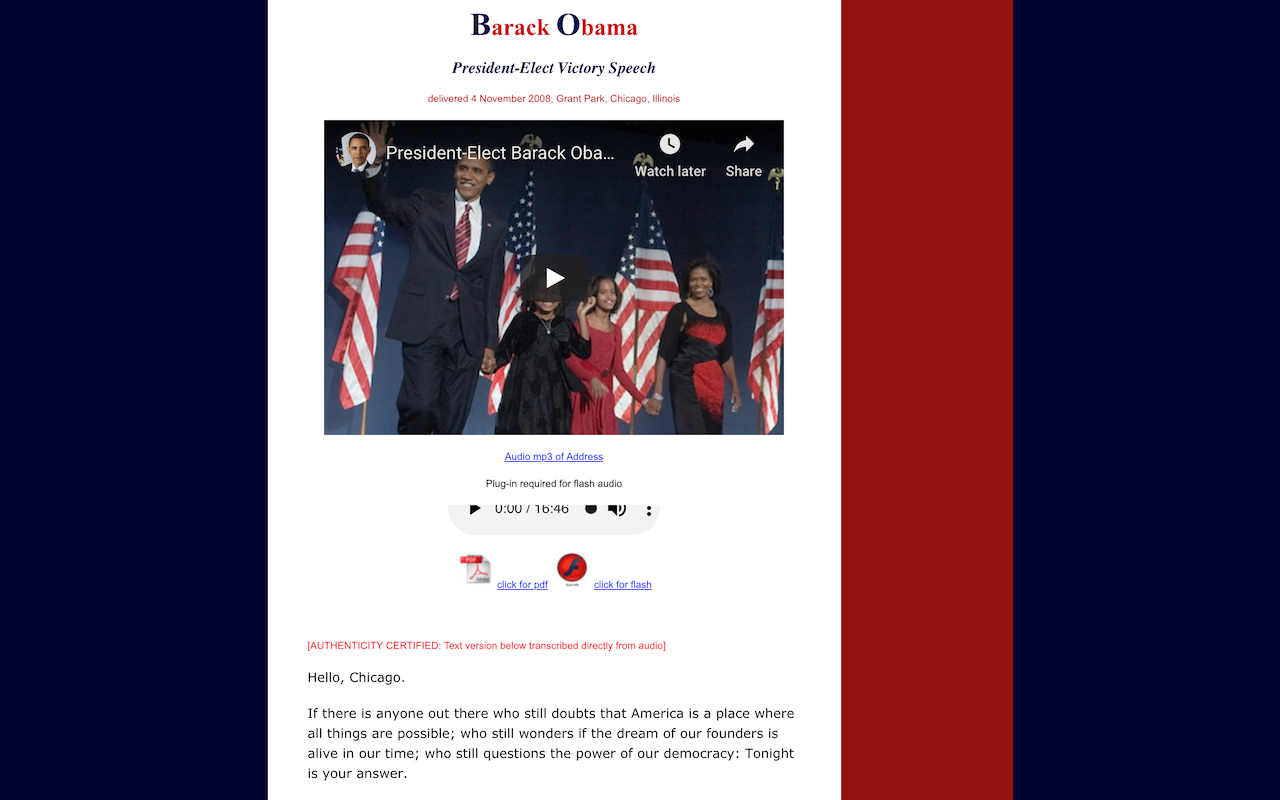 Barack Obama
President-Elect Victory Speech
delivered 4 November 2008, Grant Park, Chicago, Illinois
President-Elect Barack Oba...
Watch later
Share
Audio mp3 of Address
Plug-in required for flash audio
0:00 / 16:46
PDF
Adobe
click for pdf
click for flash
[AUTHENTICITY CERTIFIED: Text version below transcribed directly from audio]
Hello, Chicago.
If there is anyone out there who still doubts that America is a place where
all things are possible; who still wonders if the dream of our founders is
alive in our time; who still questions the power of our democracy: Tonight
is your answer.